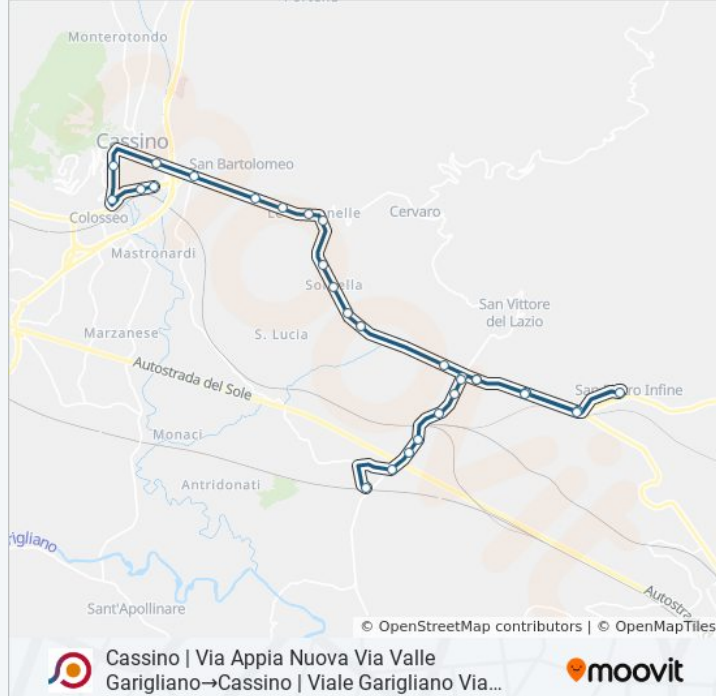 Monterotondo
Cassino
San Bartolomeo
Cervaro
Colosseo
Mastronardi
San Vittore
del Lazio
S. Lucia
Marzanese
Autostrada del Sole
Monaci
Antridonati
Sant'Apollinare
© OpenStreetMap contributors | © OpenMapTiles
Cassino | Via Appia Nuova Via Valle
Garigliano→Cassino | Viale Garigliano Via...
moovit